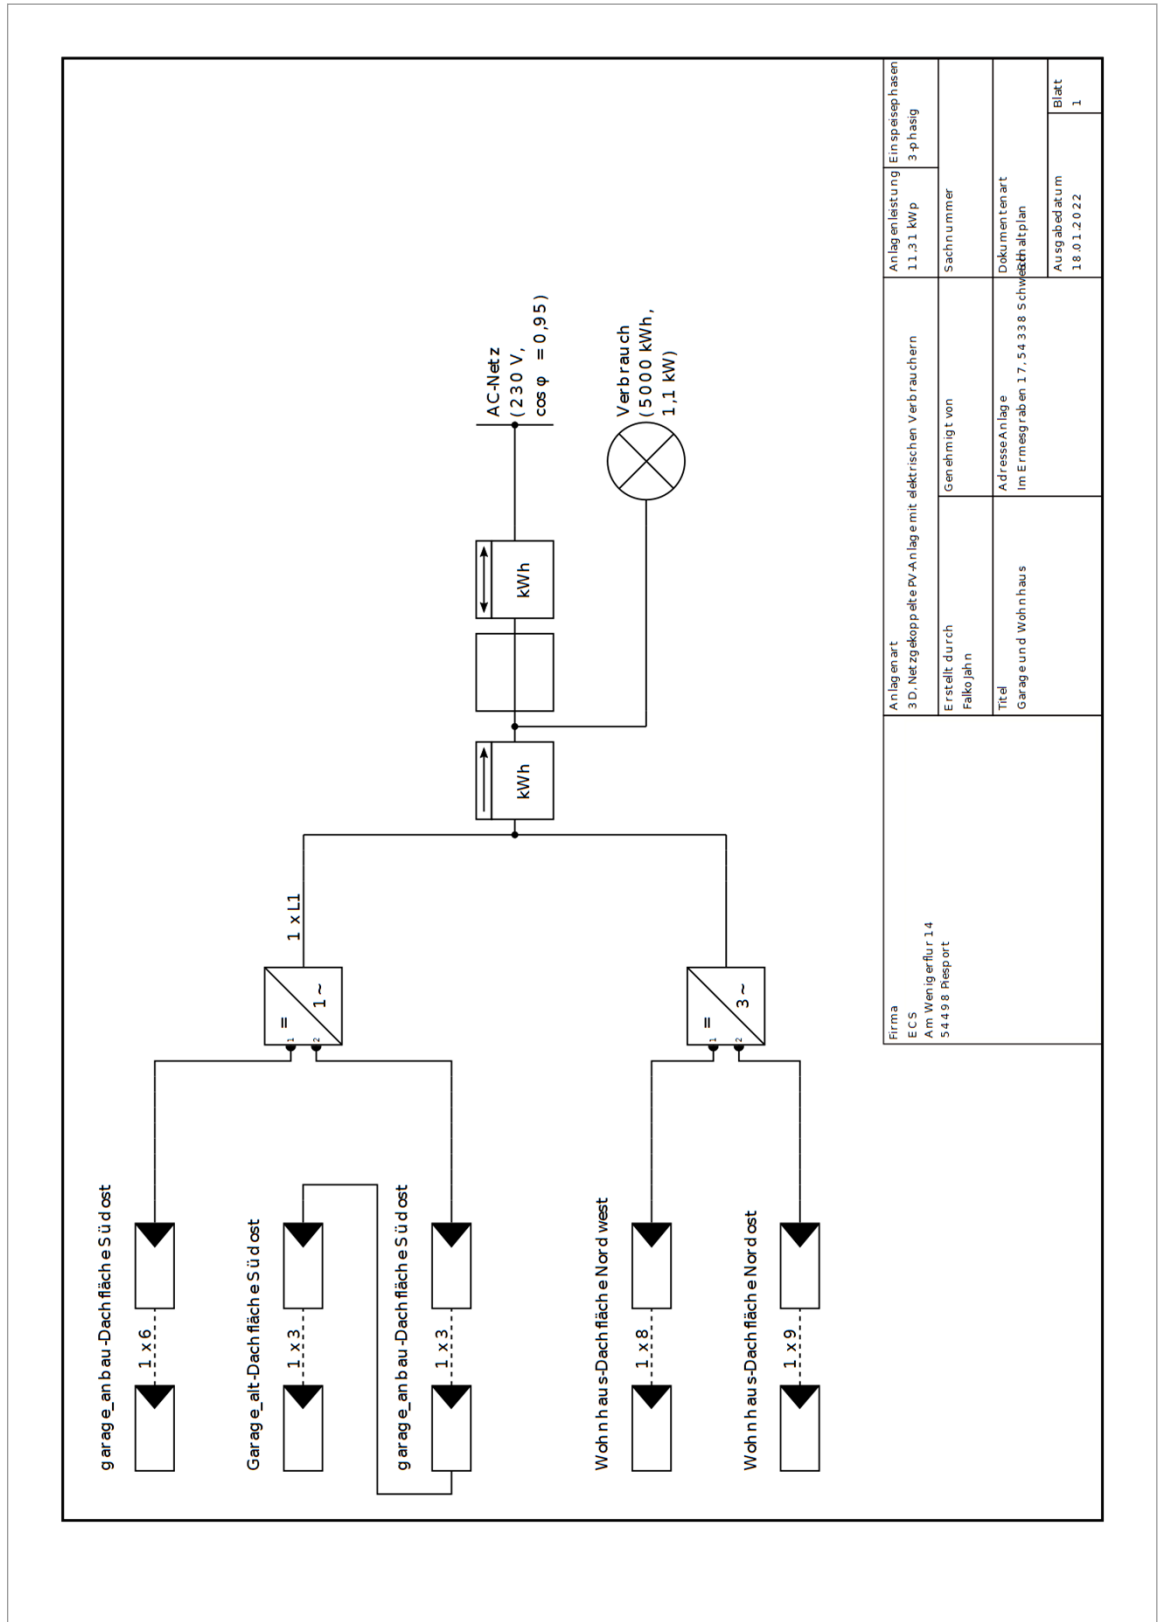 garage_anbau-Dachfläche Südost
1 x 6
Garage_alt-Dachfläche Südost
1 x 3
garage_anbau-Dachfläche Südost
1 x 3
Wohnhaus-Dachfläche Nordwest
1 x 8
Wohnhaus-Dachfläche Nordost
1 x 9
1
2
=
1 ~
1 x L1
1
2
=
3 ~
kWh
kWh
AC-Netz
(230 V,
cos φ = 0,95)
Verbrauch
(5000 kWh,
1,1 kW)
Firma
ECS
Am Wenigerflur 14
54498 Piesport
Anlagenart
3D, Netzgekoppelte PV-Anlage mit elektrischen Verbrauchern
Anlagenleistung
11,31 kWp
Einspeisephasen
3-phasig
Erstellt durch
Falko Jahn
Genehmigt von
Sachnummer
Titel
Garage und Wohnhaus
Adresse Anlage
Im Ermesgraben 17, 54338 Schweich
Dokumentenart
Schaltplan
Ausgabedatum
18.01.2022
Blatt
1